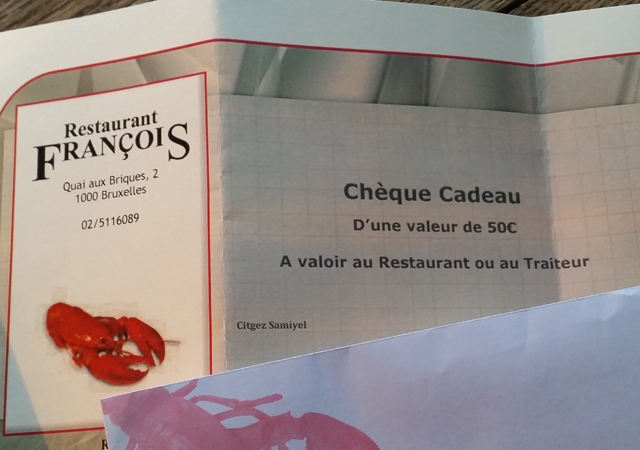 Restaurant
FRANÇOIS
Quai aux Briques, 2
1000 Bruxelles
02/5116089
Chèque Cadeau
D'une valeur de 50€
A valoir au Restaurant ou au Traiteur
Citgez Samiyel